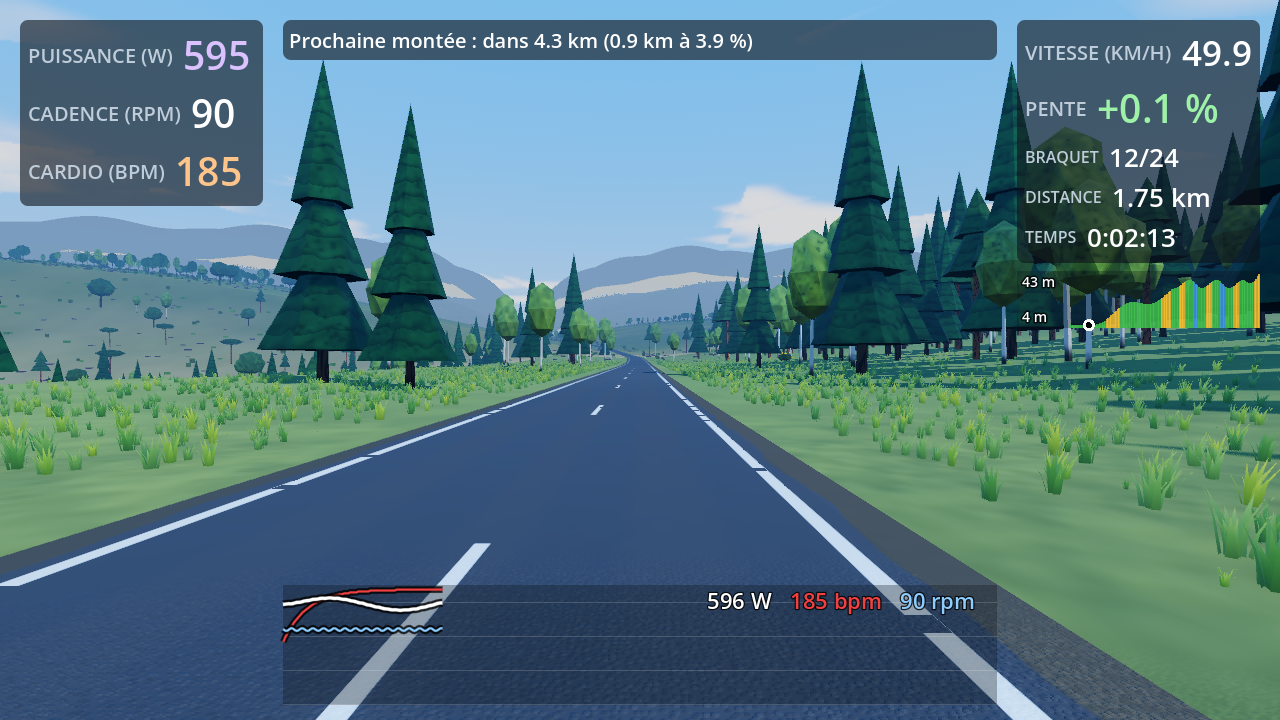 PUISSANCE (W) 595
CADENCE (RPM) 90
CARDIO (BPM) 185
Prochaine montée : dans 4.3 km (0.9 km à 3.9 %)
VITESSE (KM/H) 49.9
PENTE +0.1 %
BRAQUET 12/24
DISTANCE 1.75 km
TEMPS 0:02:13
43 m
4 m
596 W 185 bpm 90 rpm